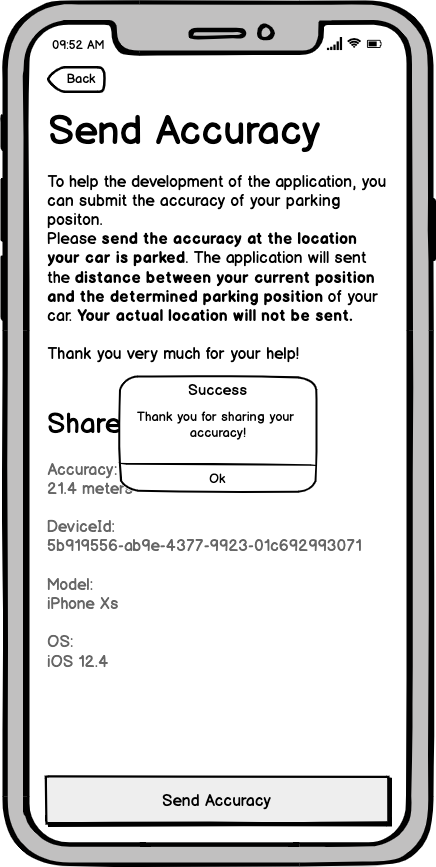 09:52 AM
Back
Send Accuracy
To help the development of the application, you
can submit the accuracy of your parking
positon.
Please send the accuracy at the location
your car is parked. The application will sent
the distance between your current position
and the determined parking position of your
car. Your actual location will not be sent.
Thank you very much for your help!
Share
Success
Thank you for sharing your
accuracy!
Ok
Accuracy:
21.4 meters
DeviceId:
5b919556-ab9e-4377-9923-01c692993071
Model:
iPhone Xs
OS:
iOS 12.4
Send Accuracy